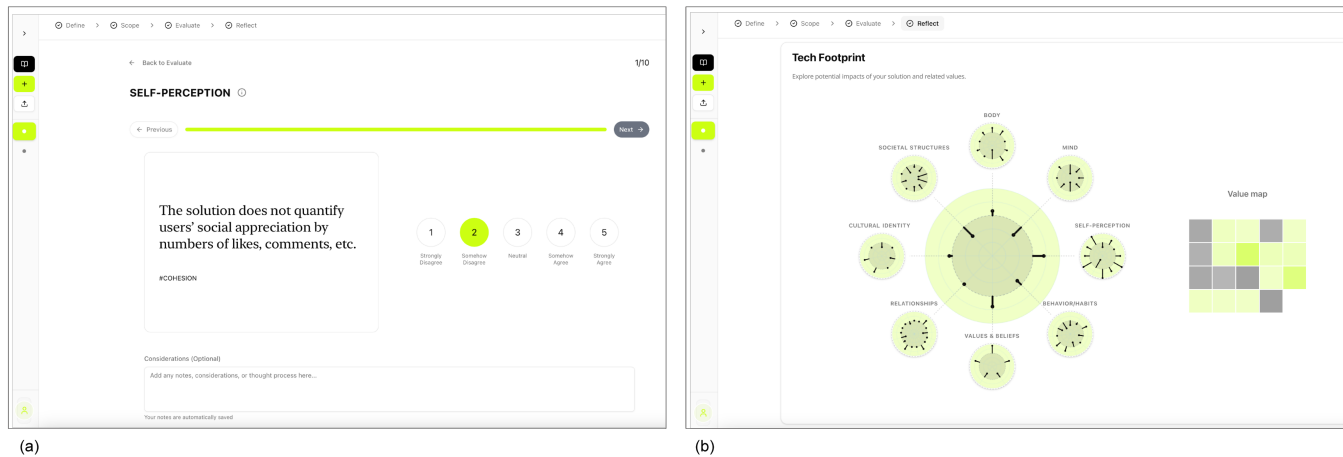 Define > Scope > Evaluate > Reflect
← Back to Evaluate
1/10
SELF-PERCEPTION
← Previous
Next →
The solution does not quantify
users' social appreciation by
numbers of likes, comments, etc.
#COHESION
1 2 3 4 5
Strongly Disagree
Somehow Disagree
Neutral
Somehow Agree
Strongly Agree
Considerations (Optional)
Add any notes, considerations, or thought process here...
Your notes are automatically saved
(a)
Define > Scope > Evaluate > Reflect
Tech Footprint
Explore potential impacts of your solution and related values.
BODY
SOCIETAL STRUCTURES
MIND
CULTURAL IDENTITY
SELF-PERCEPTION
RELATIONSHIPS
BEHAVIOR/HABITS
VALUES & BELIEFS
Value map
(b)